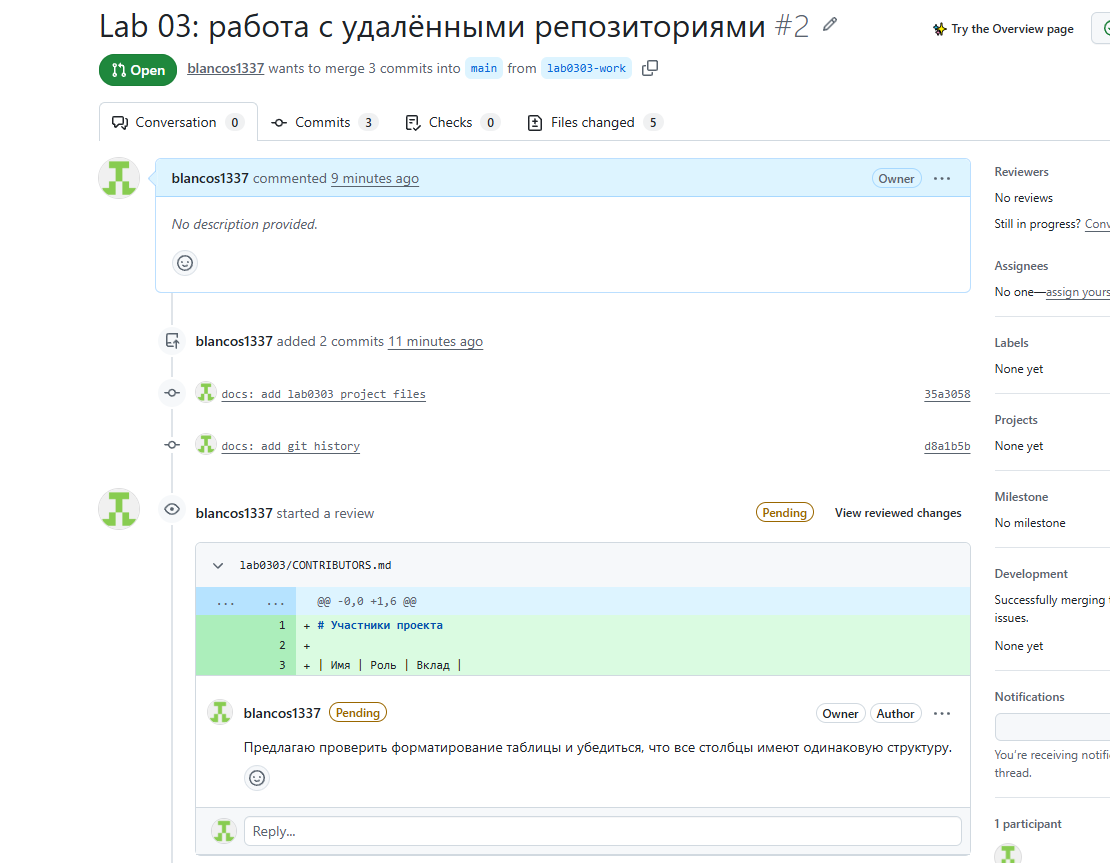 Lab 03: работа с удалёнными репозиториями #2
Try the Overview page
Open
blancos1337 wants to merge 3 commits into main from lab0303-work
Conversation 0
Commits 3
Checks 0
Files changed 5
blancos1337 commented 9 minutes ago
Owner
No description provided.
blancos1337 added 2 commits 11 minutes ago
docs: add lab0303 project files
35a3058
docs: add git history
d8a1b5b
blancos1337 started a review
Pending
View reviewed changes
lab0303/CONTRIBUTORS.md
... ... @@ -0,0 +1,6 @@
1 + # Участники проекта
2 +
3 + | Имя | Роль | Вклад |
blancos1337 Pending
Owner
Author
Предлагаю проверить форматирование таблицы и убедиться, что все столбцы имеют одинаковую структуру.
Reply...
Reviewers
No reviews
Still in progress?
Assignees
No one—assign yours
Labels
None yet
Projects
None yet
Milestone
No milestone
Development
Successfully merging
issues.
None yet
Notifications
You're receiving notifi
thread.
1 participant